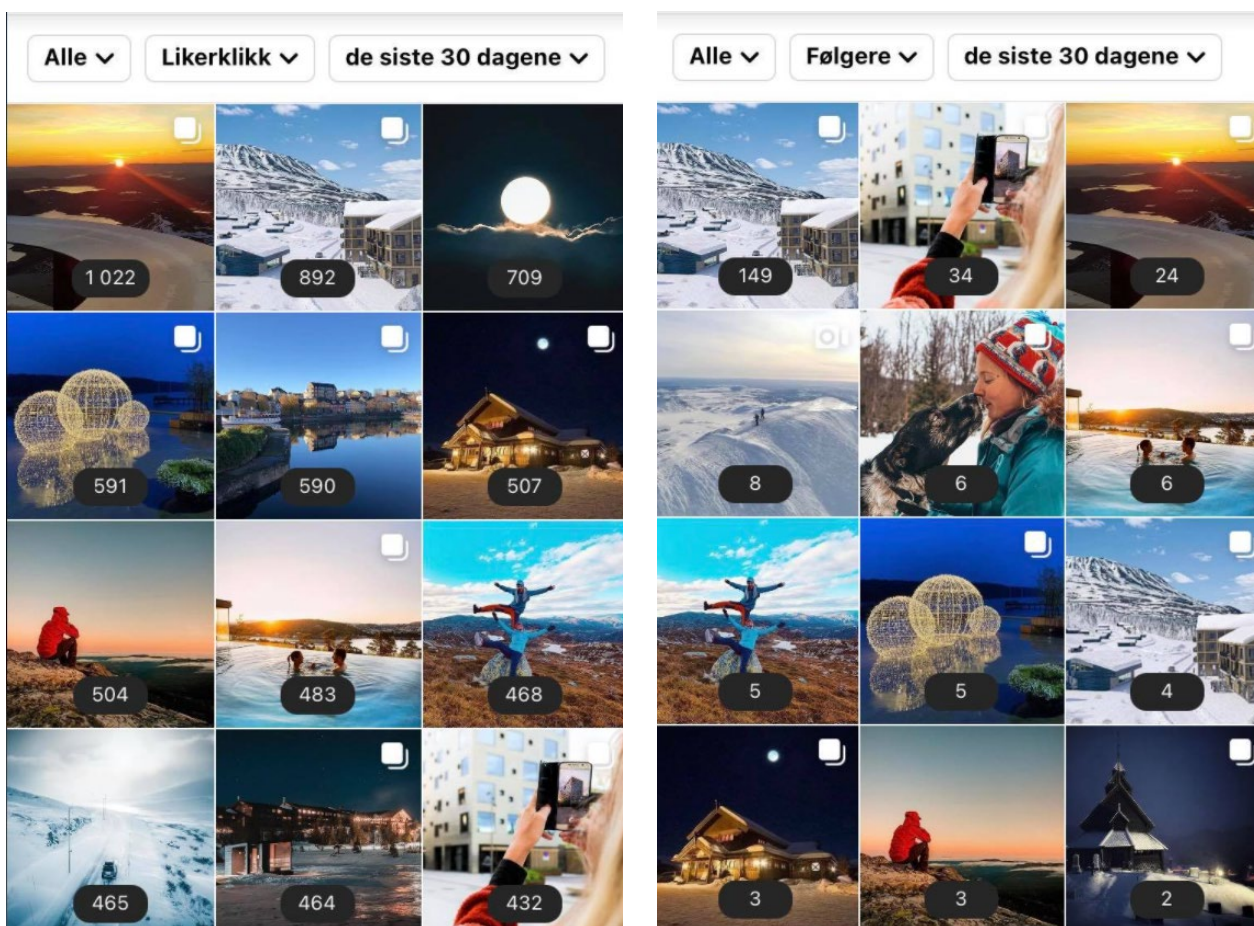 Alle Likerklikk de siste 30 dagene
1 022 892 709
591 590 507
504 483 468
465 464 432
Alle Følgere de siste 30 dagene
149 34 24
8 6 6
5 5 4
3 3 2